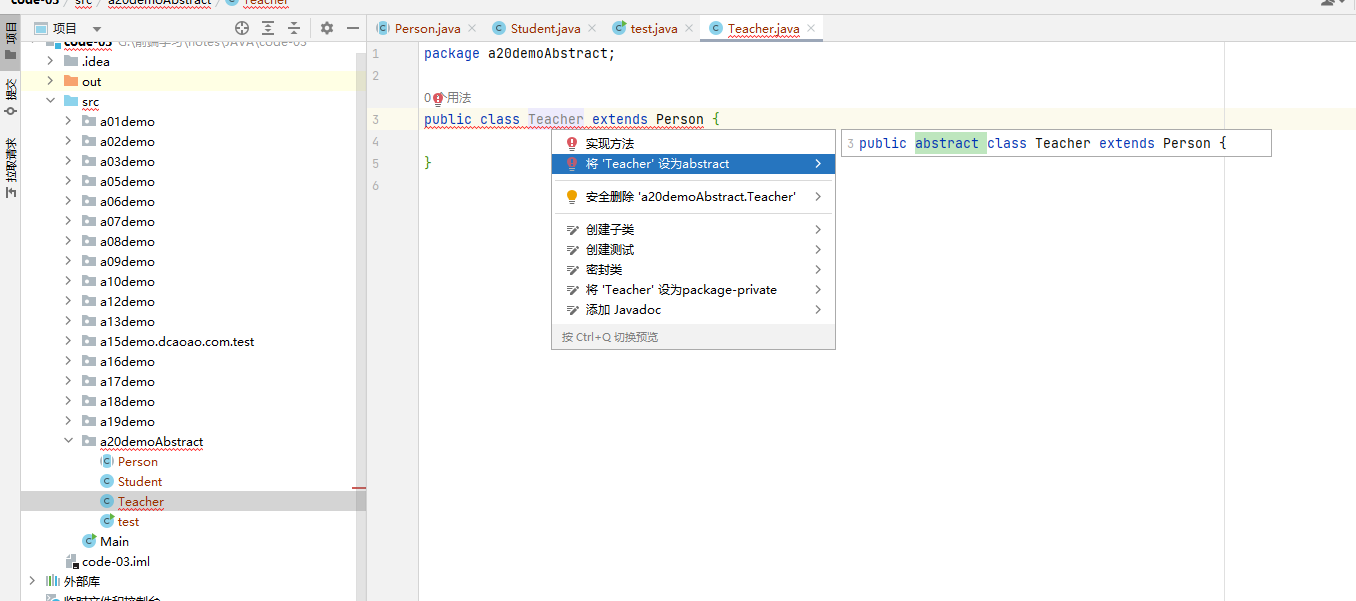 code-03 src a20demoAbstract Teacher
项目
提交
拉取请求
项目
Person.java
Student.java
test.java
Teacher.java
code-03 G:\前端学习\notes\JAVA\code-03
.idea
out
src
a01demo
a02demo
a03demo
a05demo
a06demo
a07demo
a08demo
a09demo
a10demo
a12demo
a13demo
a15demo.dcaoao.com.test
a16demo
a17demo
a18demo
a19demo
a20demoAbstract
Person
Student
Teacher
test
Main
code-03.iml
外部库
临时文件和控制台
1 package a20demoAbstract;
2
0个用法
3 public class Teacher extends Person {
4
5 }
6
实现方法
将 'Teacher' 设为abstract
安全删除 'a20demoAbstract.Teacher'
创建子类
创建测试
密封类
将 'Teacher' 设为package-private
添加 Javadoc
按 Ctrl+Q 切换预览
3 public abstract class Teacher extends Person {